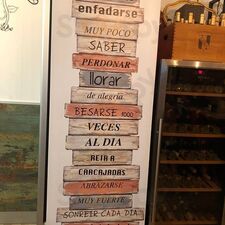 enfadarse
MUY POCO
SABER
PERDONAR
llorar
de alegría
BESARSE 1000
VECES
AL DIA
REIR A
CARCAJADAS
ABRAZARSE
MUY FUERTE
SONREIR CADA DIA